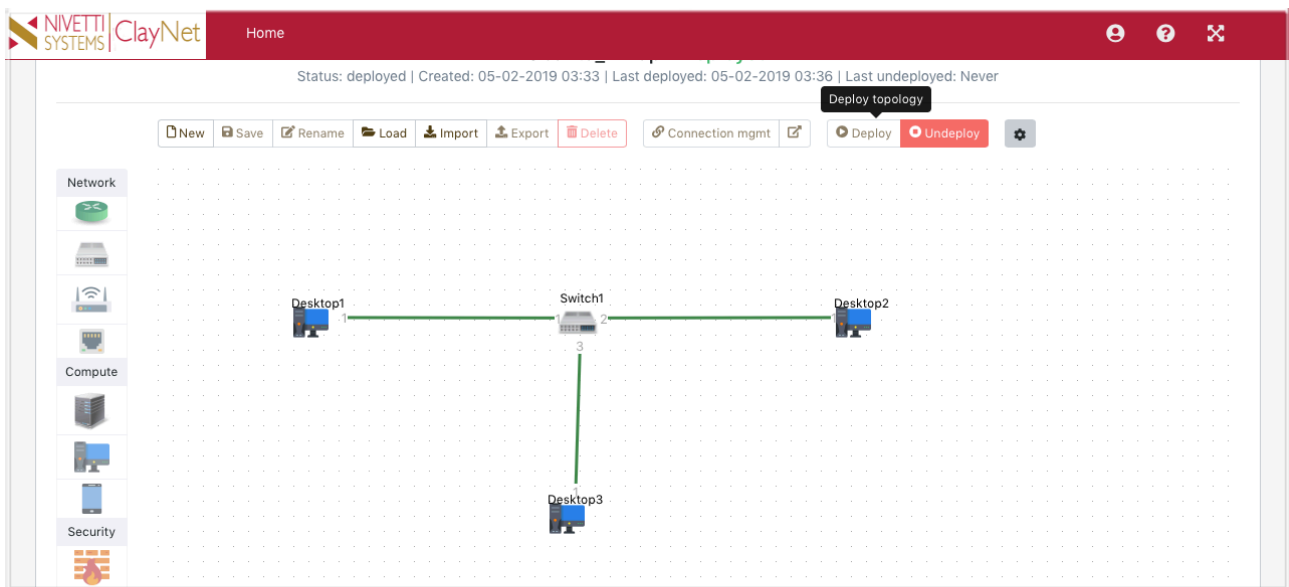 NIVETTI
SYSTEMS
ClayNet
Home
Status: deployed | Created: 05-02-2019 03:33 | Last deployed: 05-02-2019 03:36 | Last undeployed: Never
Deploy topology
New Save Rename Load Import Export Delete Connection mgmt Deploy Undeploy
Network
Desktop1
Switch1
Desktop2
1 1 2 1
3
Compute
1
Desktop3
Security